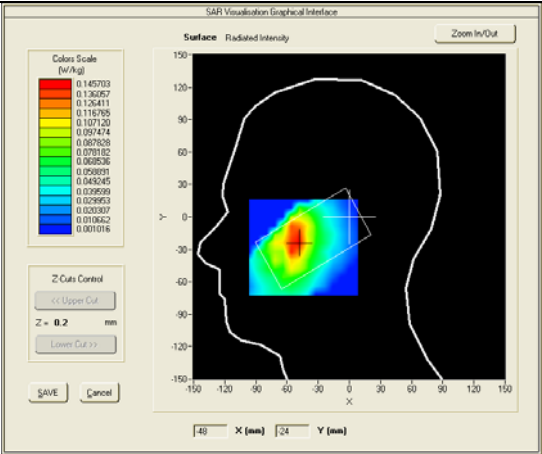 SAR Visualisation Graphical Interface
Surface Radiated Intensity
Zoom In/Out
Colors Scale
(W/kg)
0.145703
0.136057
0.126411
0.116765
0.107120
0.097474
0.087828
0.078182
0.068536
0.058891
0.049245
0.039599
0.029953
0.020307
0.010662
0.001016
Z-Cuts Control
<< Upper Cut
Z = 0.2 mm
Lower Cut >>
SAVE Cancel
150
120
90
60
30
0
-30
-60
-90
-120
-150
Y
-150 -120 -90 -60 -30 0 30 60 90 120 150
X
-48 X (mm) -24 Y (mm)